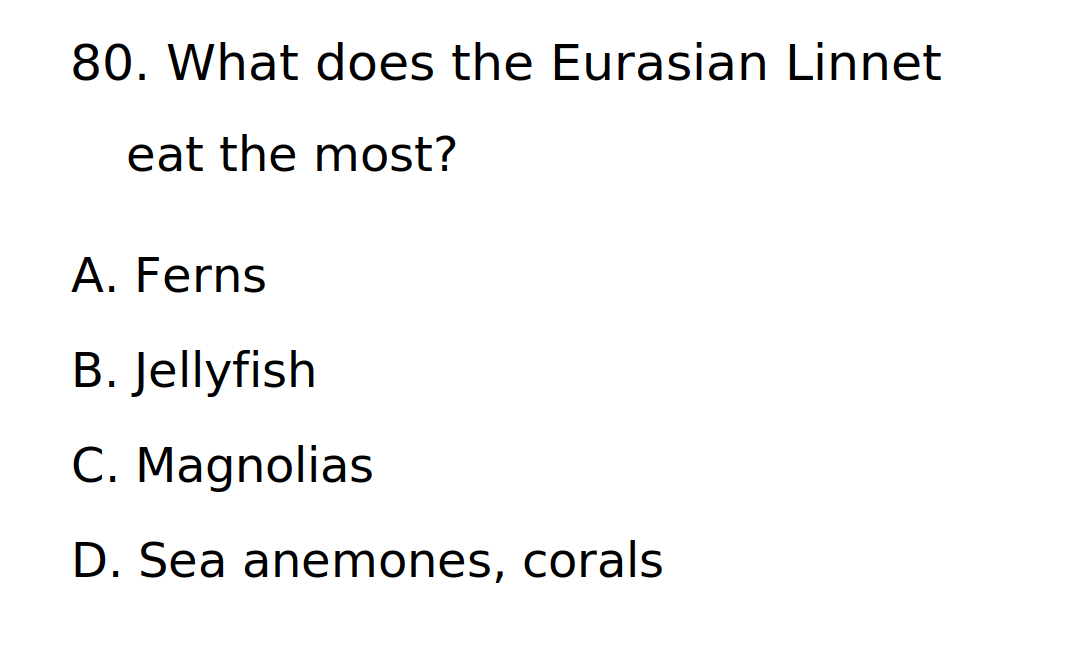 80. What does the Eurasian Linnet
eat the most?
A. Ferns
B. Jellyfish
C. Magnolias
D. Sea anemones, corals